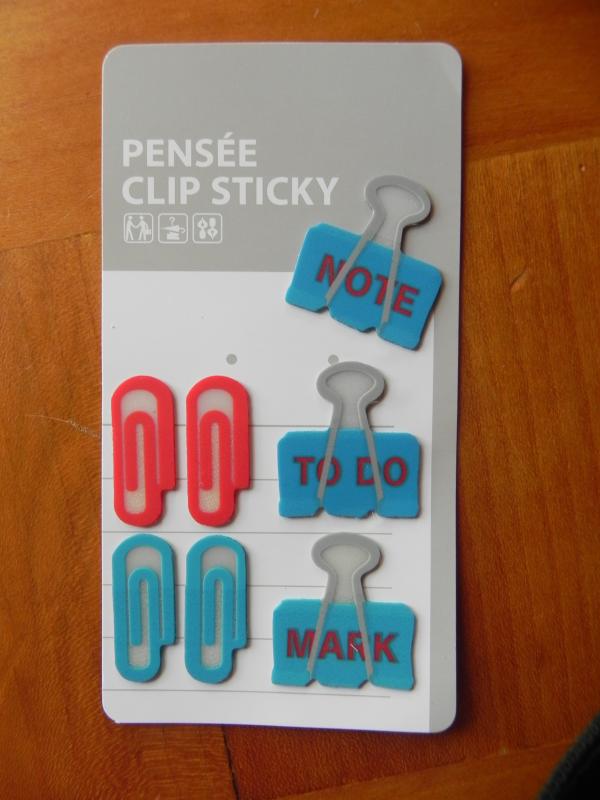 PENSÉE
CLIP STICKY
?
NOTE
TO DO
MARK